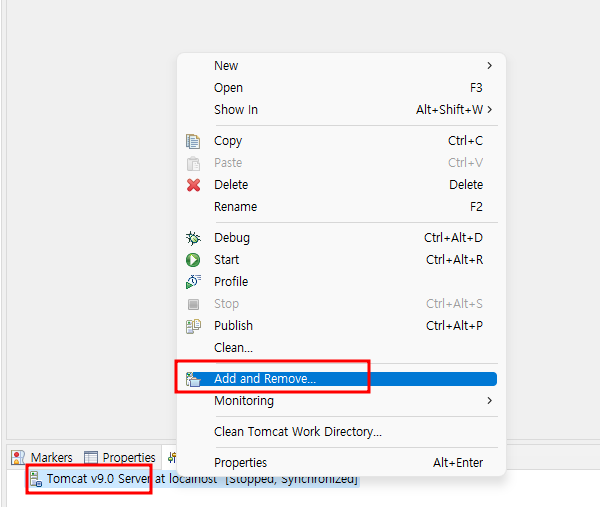 New
Open F3
Show In Alt+Shift+W
Copy Ctrl+C
Paste Ctrl+V
Delete Delete
Rename F2
Debug Ctrl+Alt+D
Start Ctrl+Alt+R
Profile
Stop Ctrl+Alt+S
Publish Ctrl+Alt+P
Clean...
Add and Remove...
Monitoring
Clean Tomcat Work Directory...
Properties Alt+Enter
Markers Properties
Tomcat v9.0 Server at localhost [Stopped, Synchronized]